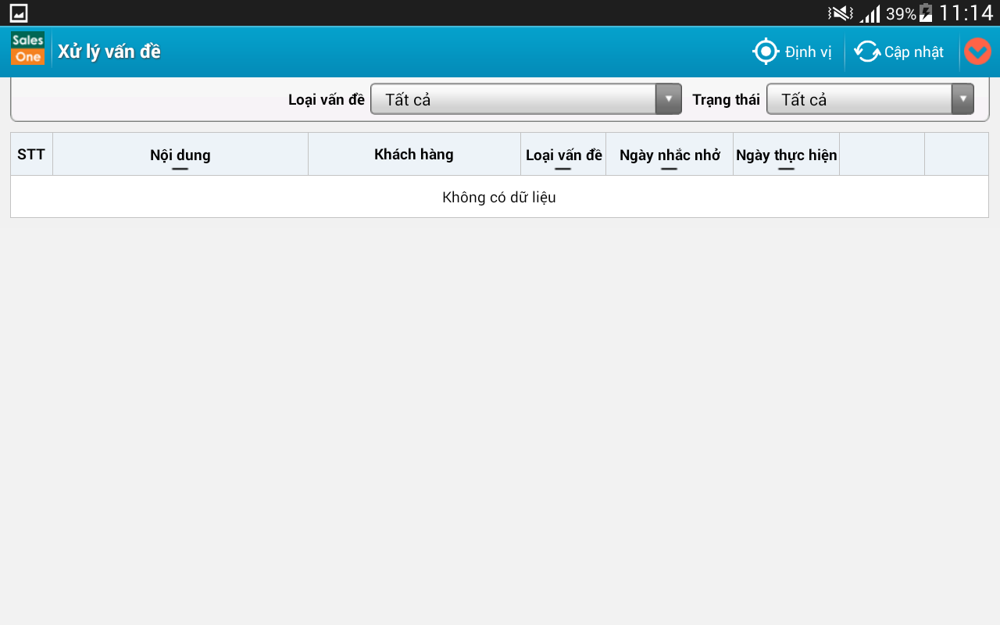 39% 11:14
Sales One Xử lý vấn đề Định vị Cập nhật
Loại vấn đề Tất cả Trạng thái Tất cả
STT Nội dung Khách hàng Loại vấn đề Ngày nhắc nhở Ngày thực hiện
Không có dữ liệu